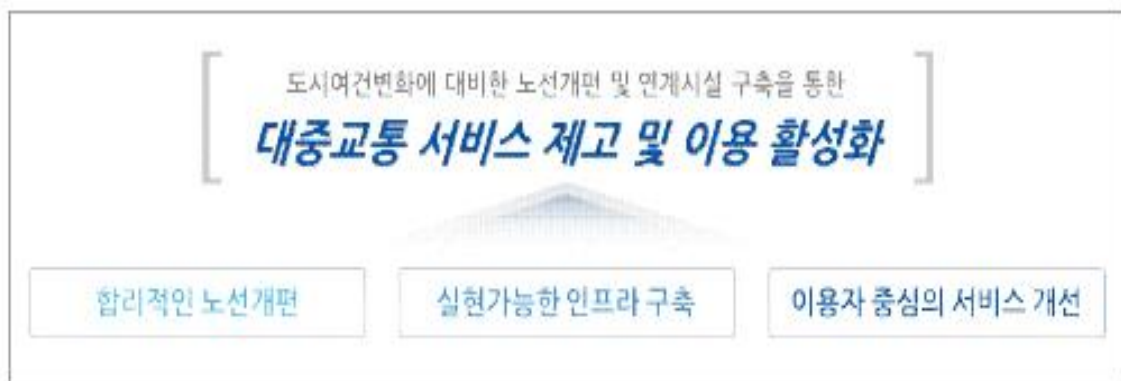 도시여건변화에 대비한 노선개편 및 연계시설 구축을 통한
대중교통 서비스 제고 및 이용 활성화
합리적인 노선개편
실현가능한 인프라 구축
이용자 중심의 서비스 개선